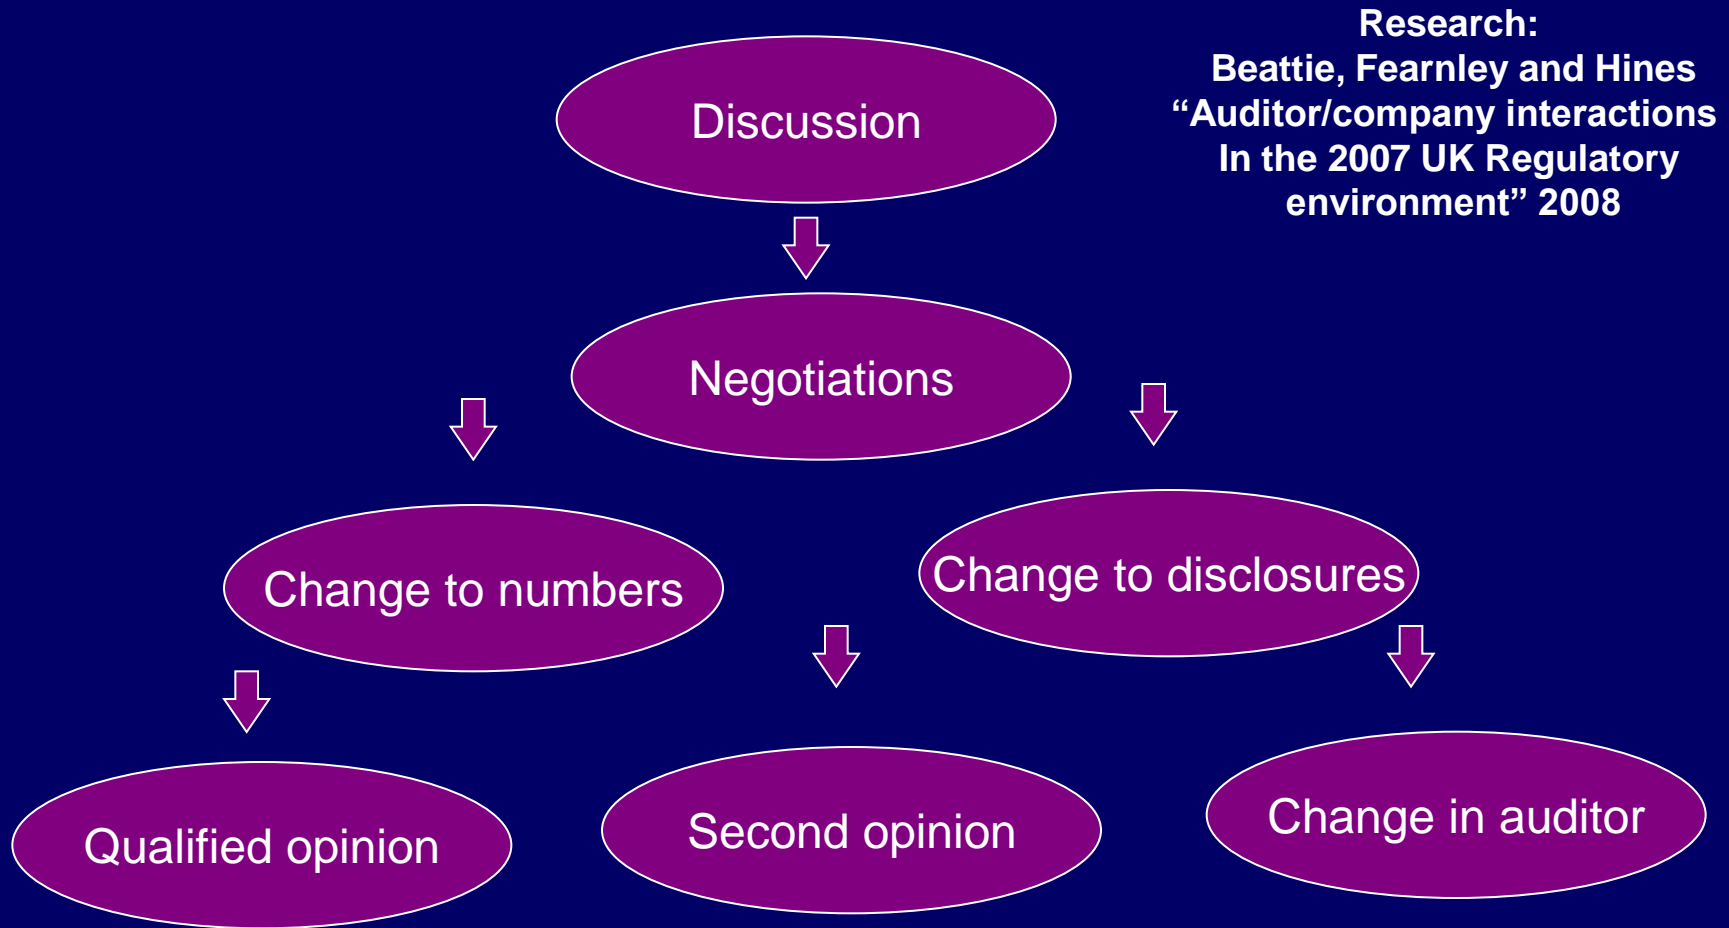 Research:
Beattie, Fearnley and Hines
“Auditor/company interactions
In the 2007 UK Regulatory
environment” 2008
Discussion
Negotiations
Change to numbers
Change to disclosures
Qualified opinion
Second opinion
Change in auditor